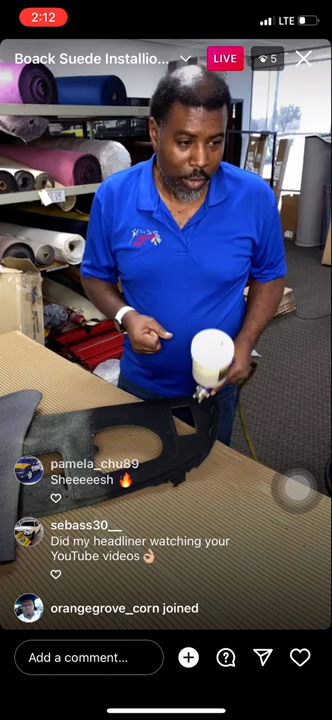 2:12
LTE
Boack Suede Installio...
LIVE
5
pamela_chu89
Sheeeeesh 🔥
sebass30__
Did my headliner watching your
YouTube videos👌🏼
orangegrove_corn joined
Add a comment...